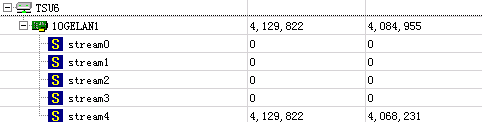 TSU6
10GELAN1 4,129,822 4,084,955
S stream0 0 0
S stream1 0 0
S stream2 0 0
S stream3 0 0
S stream4 4,129,822 4,068,231